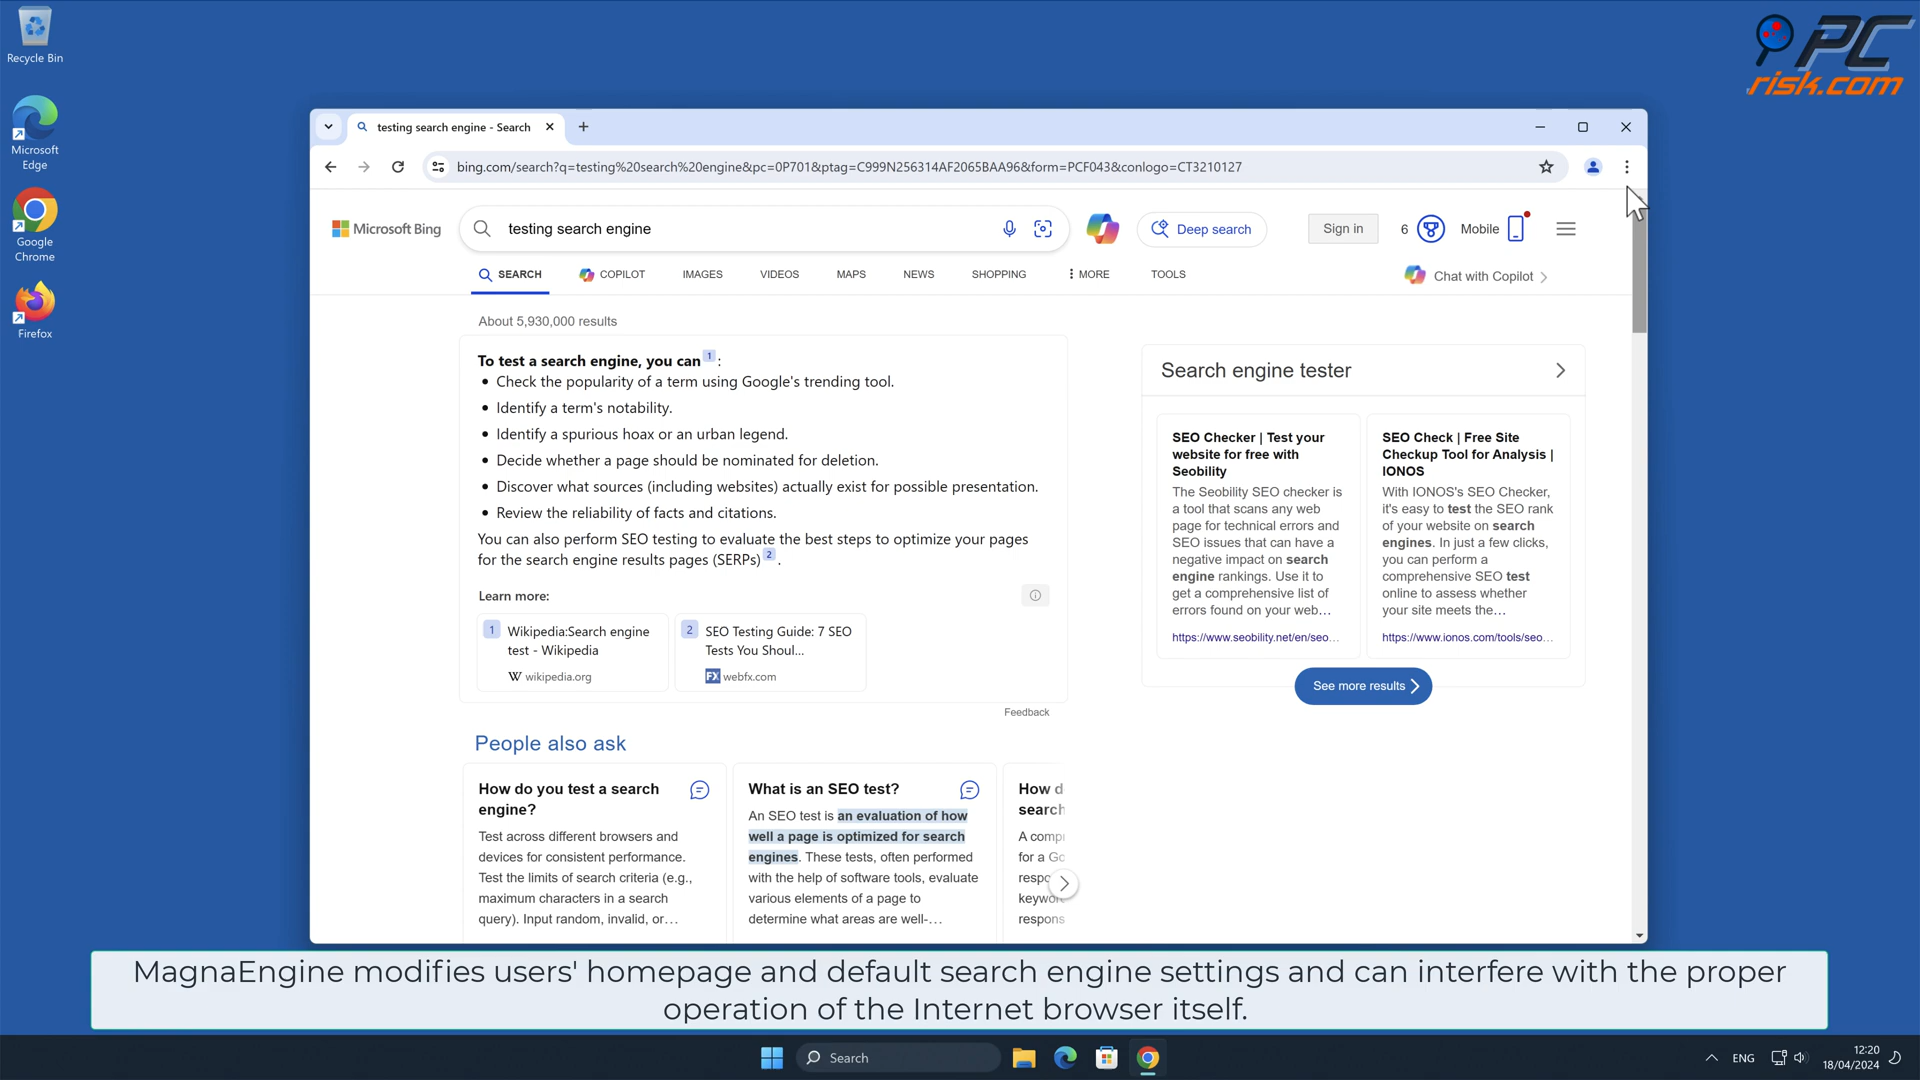 Recycle Bin
Microsoft
Edge
Google
Chrome
Firefox
PC
risk.com
testing search engine - Search
bing.com/search?q=testing%20search%20engine&pc=0P701&ptag=C999N256314AF2065BAA96&form=PCF043&conlogo=CT3210127
Microsoft Bing
testing search engine
Deep search
Sign in
6
Mobile
SEARCH
COPILOT
IMAGES
VIDEOS
MAPS
NEWS
SHOPPING
MORE
TOOLS
Chat with Copilot
About 5,930,000 results
To test a search engine, you can 1 :
• Check the popularity of a term using Google's trending tool.
• Identify a term's notability.
• Identify a spurious hoax or an urban legend.
• Decide whether a page should be nominated for deletion.
• Discover what sources (including websites) actually exist for possible presentation.
• Review the reliability of facts and citations.
You can also perform SEO testing to evaluate the best steps to optimize your pages
for the search engine results pages (SERPs) 2 .
Learn more:
1 Wikipedia:Search engine
test - Wikipedia
W wikipedia.org
2 SEO Testing Guide: 7 SEO
Tests You Shoul...
FX webfx.com
Feedback
Search engine tester
SEO Checker | Test your
website for free with
Seobility
The Seobility SEO checker is
a tool that scans any web
page for technical errors and
SEO issues that can have a
negative impact on search
engine rankings. Use it to
get a comprehensive list of
errors found on your web...
https://www.seobility.net/en/seo...
SEO Check | Free Site
Checkup Tool for Analysis |
IONOS
With IONOS's SEO Checker,
it's easy to test the SEO rank
of your website on search
engines. In just a few clicks,
you can perform a
comprehensive SEO test
online to assess whether
your site meets the...
https://www.ionos.com/tools/seo...
See more results
People also ask
How do you test a search
engine?
Test across different browsers and
devices for consistent performance.
Test the limits of search criteria (e.g.,
maximum characters in a search
query). Input random, invalid, or...
What is an SEO test?
An SEO test is an evaluation of how
well a page is optimized for search
engines. These tests, often performed
with the help of software tools, evaluate
various elements of a page to
determine what areas are well-...
How d
search
A comp
for a Go
respo
keywor
respons
MagnaEngine modifies users' homepage and default search engine settings and can interfere with the proper
operation of the Internet browser itself.
Search
ENG
12:20
18/04/2024